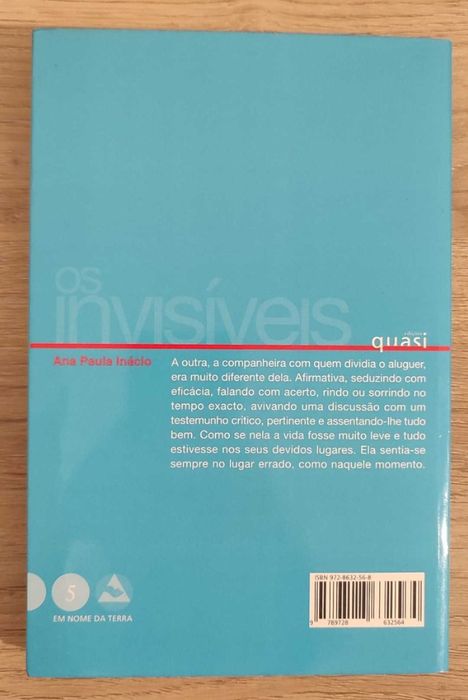 os
invisíveis
edições
quasi
Ana Paula Inácio
A outra, a companheira com quem dividia o aluguer,
era muito diferente dela. Afirmativa, seduzindo com
eficácia, falando com acerto, rindo ou sorrindo no
tempo exacto, avivando uma discussão com um
testemunho crítico, pertinente e assentando-lhe tudo
bem. Como se nela a vida fosse muito leve e tudo
estivesse nos seus devidos lugares. Ela sentia-se
sempre no lugar errado, como naquele momento.
ISBN 972-8632-56-8
9 789728 632564
5
EM NOME DA TERRA